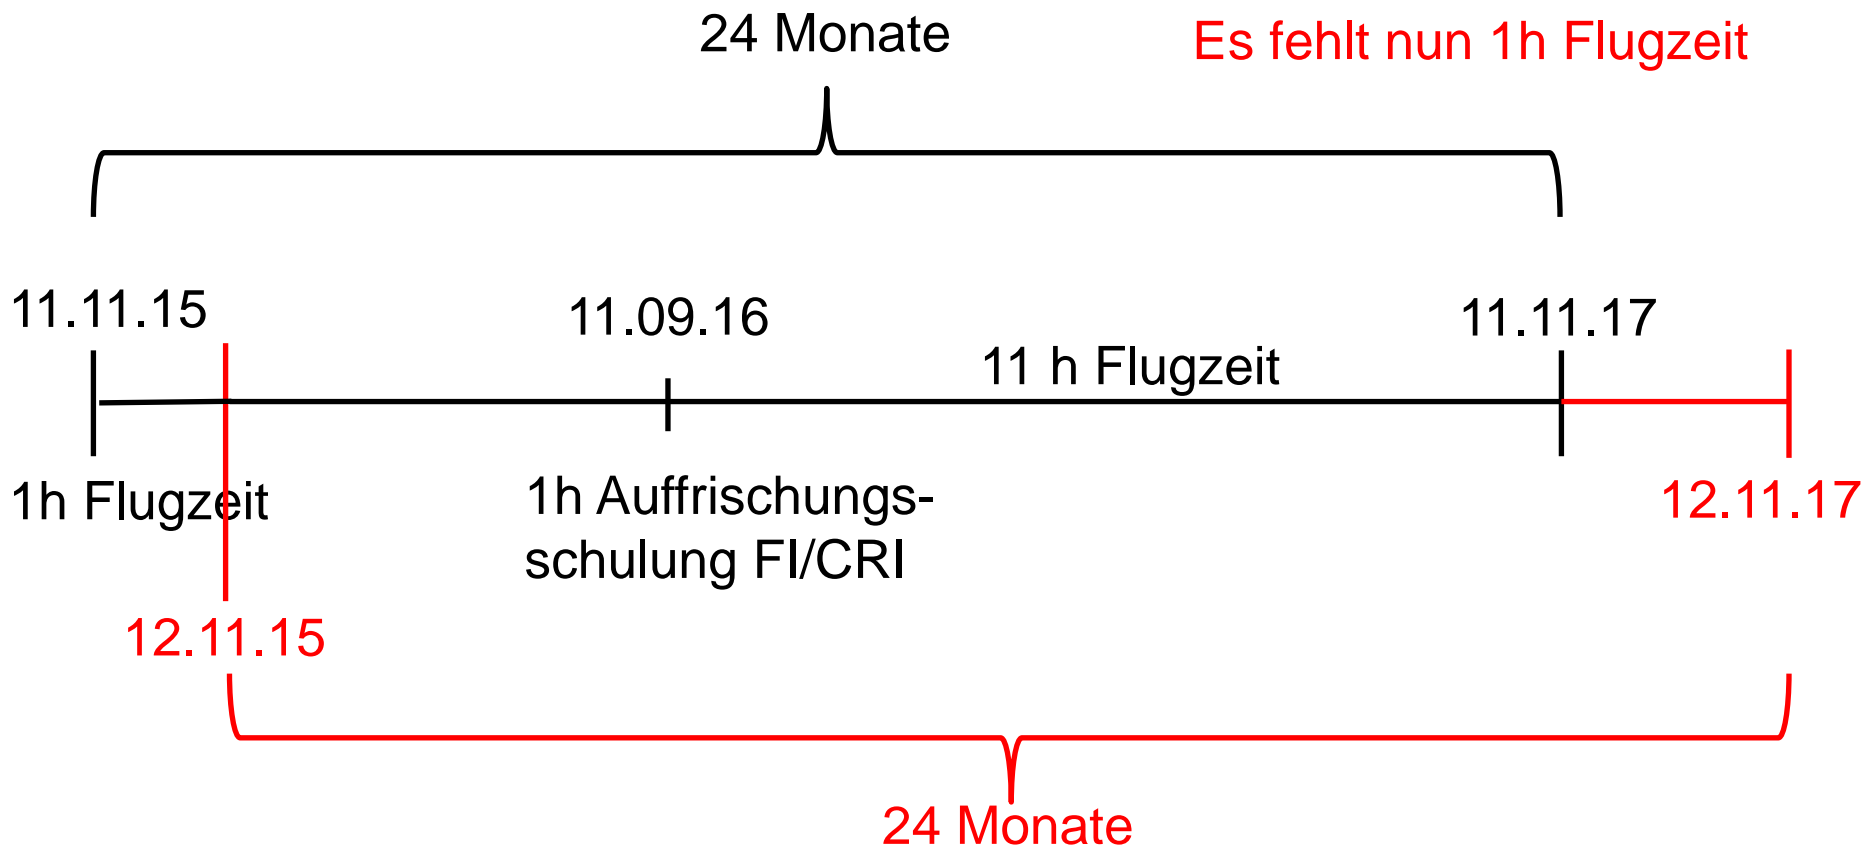 24 Monate
Es fehlt nun 1h Flugzeit
11.11.15
11.09.16
11.11.17
11 h Flugzeit
1h Flugzeit
1h Auffrischungs-
schulung FI/CRI
12.11.17
12.11.15
24 Monate